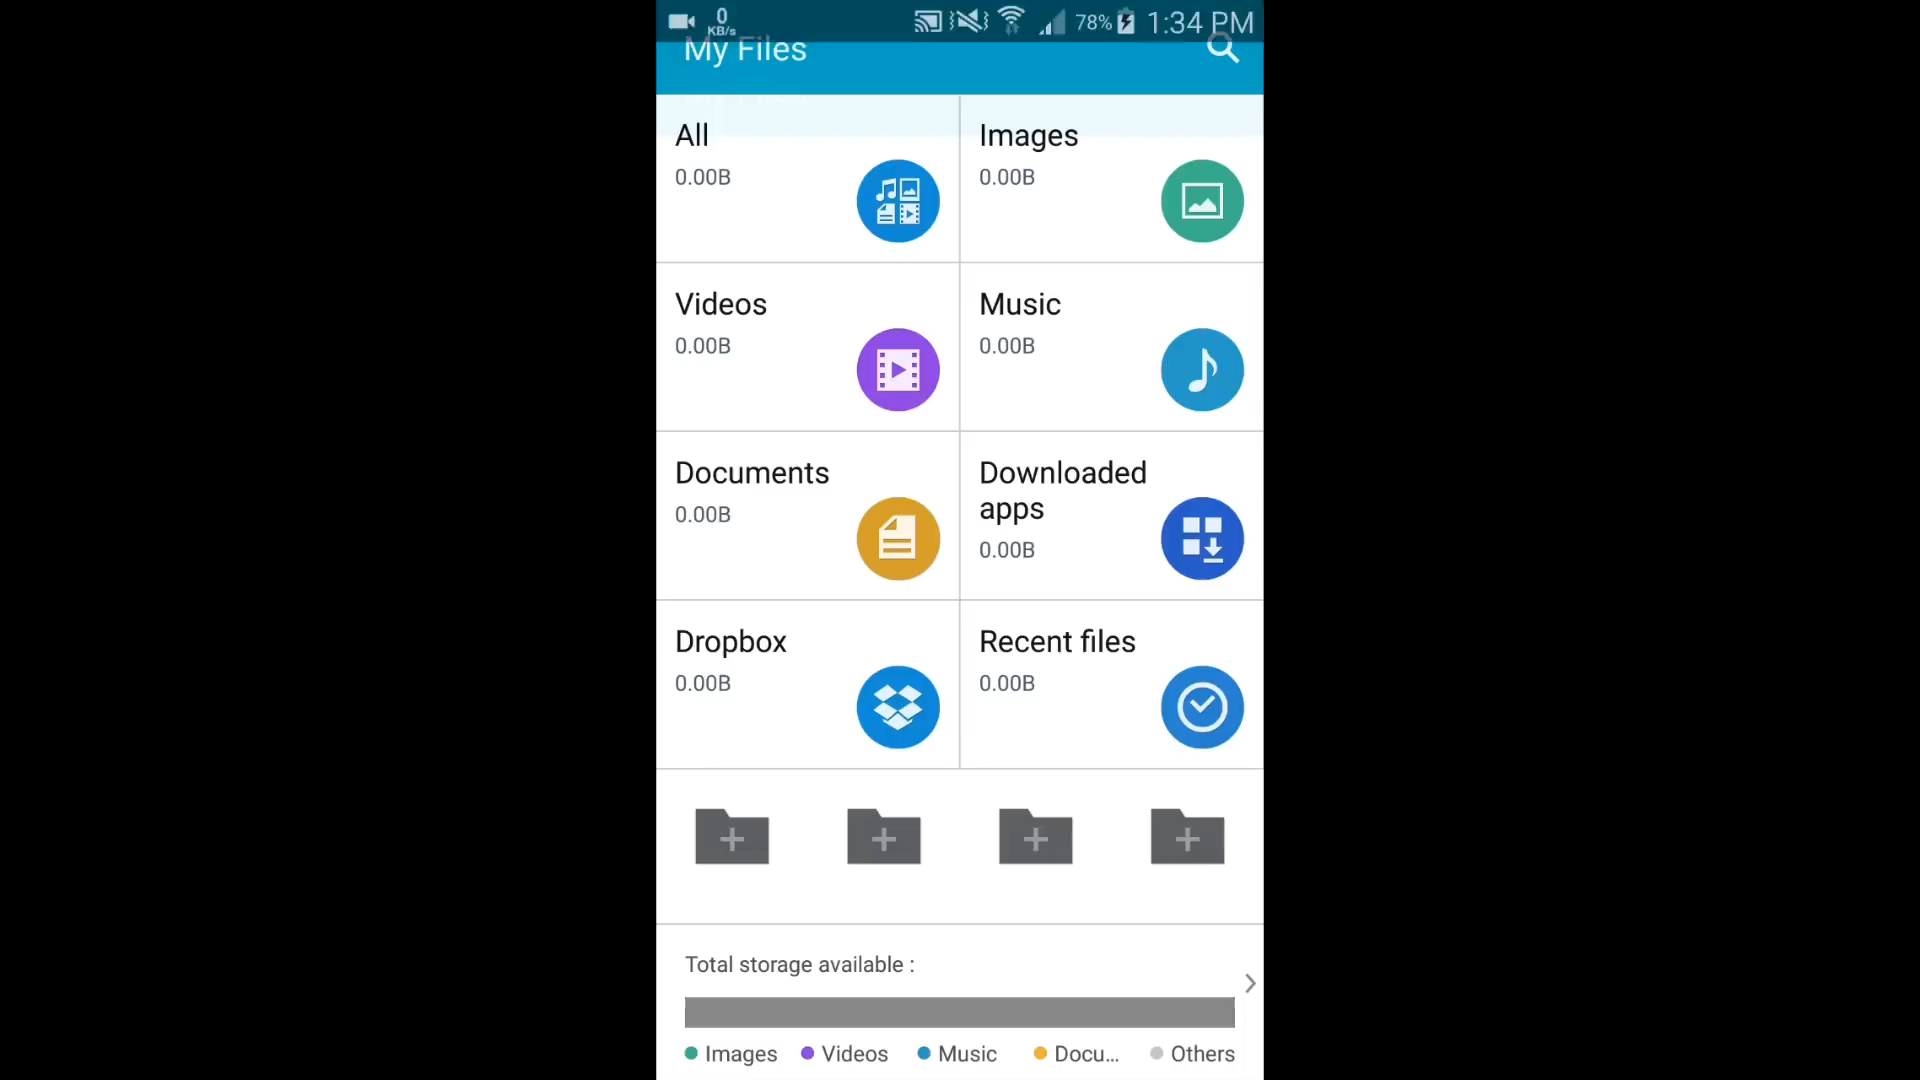 0
KB/s
78%
1:34 PM
My Files
All
0.00B
Images
0.00B
Videos
0.00B
Music
0.00B
Documents
0.00B
Downloaded
apps
0.00B
Dropbox
0.00B
Recent files
0.00B
Total storage available :
Images Videos Music Docu... Others